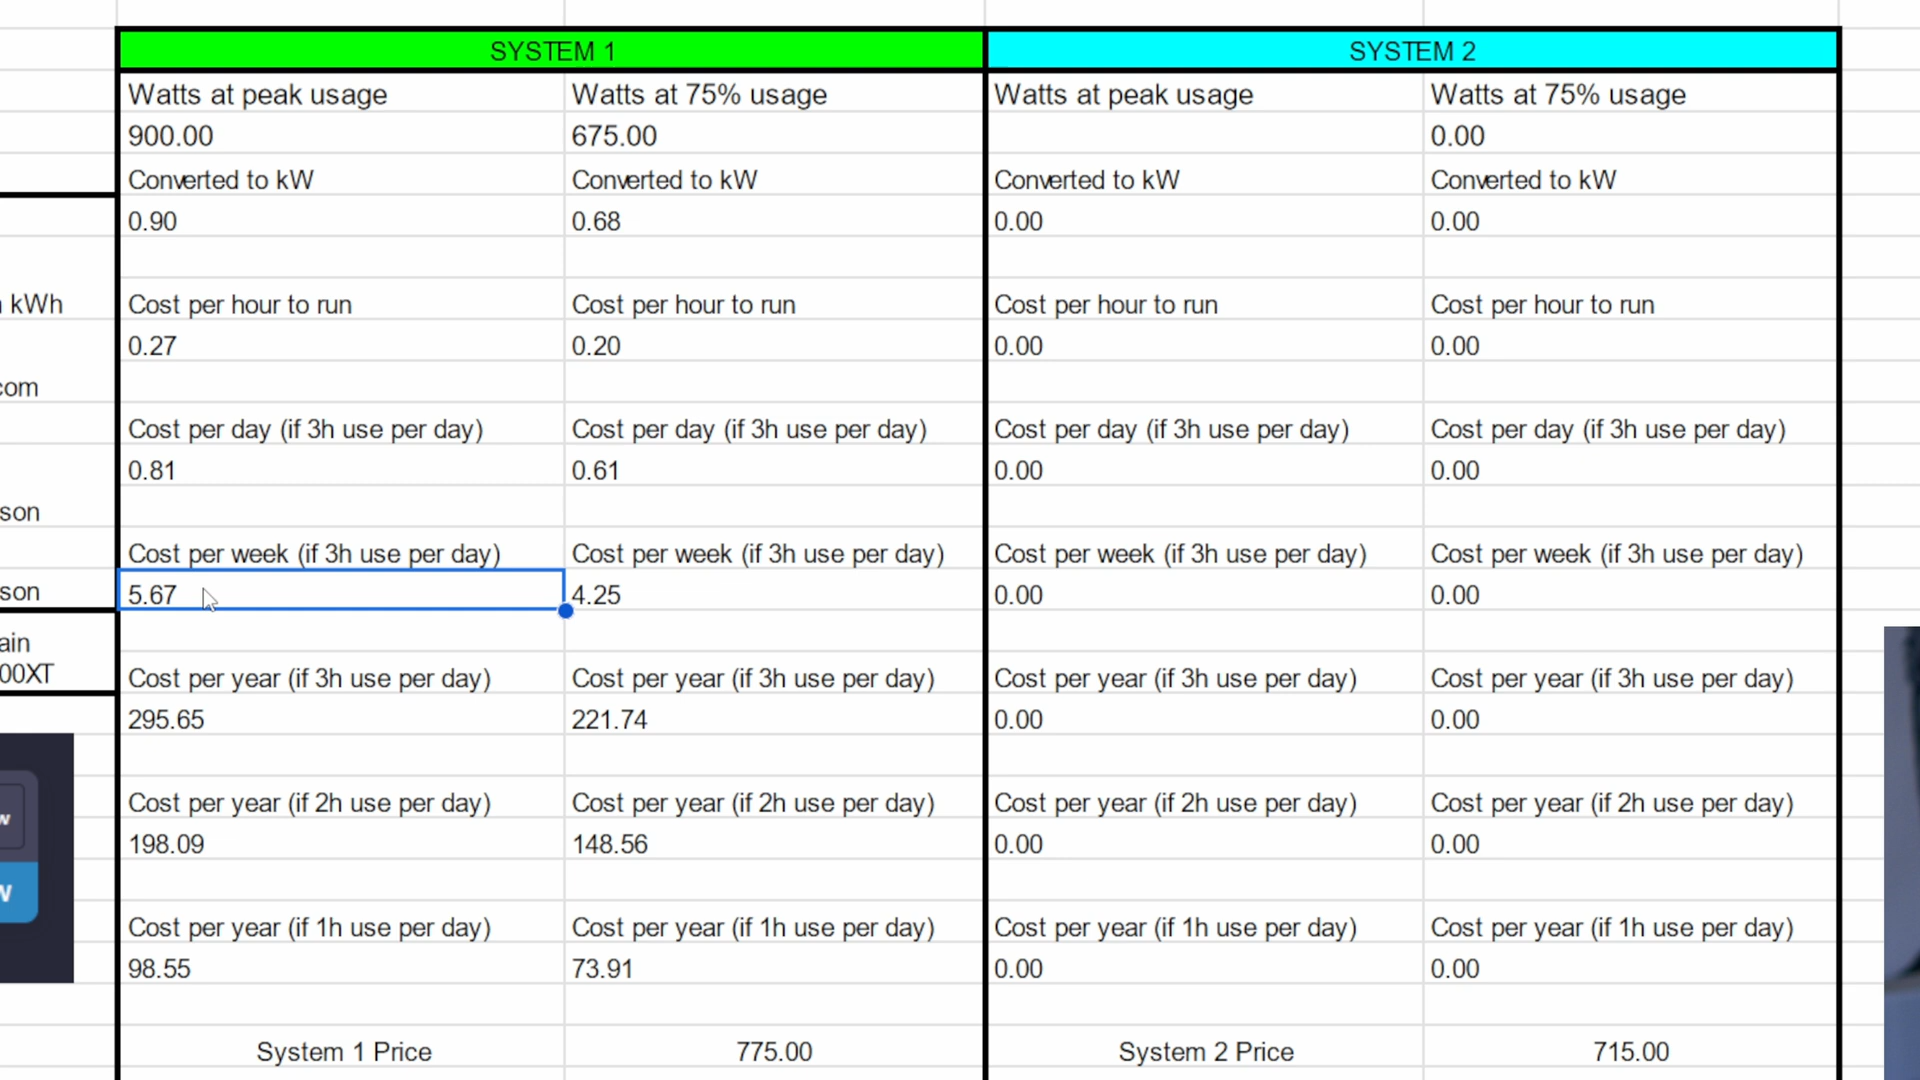 SYSTEM 1 SYSTEM 2
Watts at peak usage Watts at 75% usage Watts at peak usage Watts at 75% usage
900.00 675.00 0.00
Converted to kW Converted to kW Converted to kW Converted to kW
0.90 0.68 0.00 0.00
kWh Cost per hour to run Cost per hour to run Cost per hour to run Cost per hour to run
0.27 0.20 0.00 0.00
com
Cost per day (if 3h use per day) Cost per day (if 3h use per day) Cost per day (if 3h use per day) Cost per day (if 3h use per day)
0.81 0.61 0.00 0.00
son
Cost per week (if 3h use per day) Cost per week (if 3h use per day) Cost per week (if 3h use per day) Cost per week (if 3h use per day)
son 5.67 4.25 0.00 0.00
ain
00XT Cost per year (if 3h use per day) Cost per year (if 3h use per day) Cost per year (if 3h use per day) Cost per year (if 3h use per day)
295.65 221.74 0.00 0.00
Cost per year (if 2h use per day) Cost per year (if 2h use per day) Cost per year (if 2h use per day) Cost per year (if 2h use per day)
w 198.09 148.56 0.00 0.00
W
Cost per year (if 1h use per day) Cost per year (if 1h use per day) Cost per year (if 1h use per day) Cost per year (if 1h use per day)
98.55 73.91 0.00 0.00
System 1 Price 775.00 System 2 Price 715.00